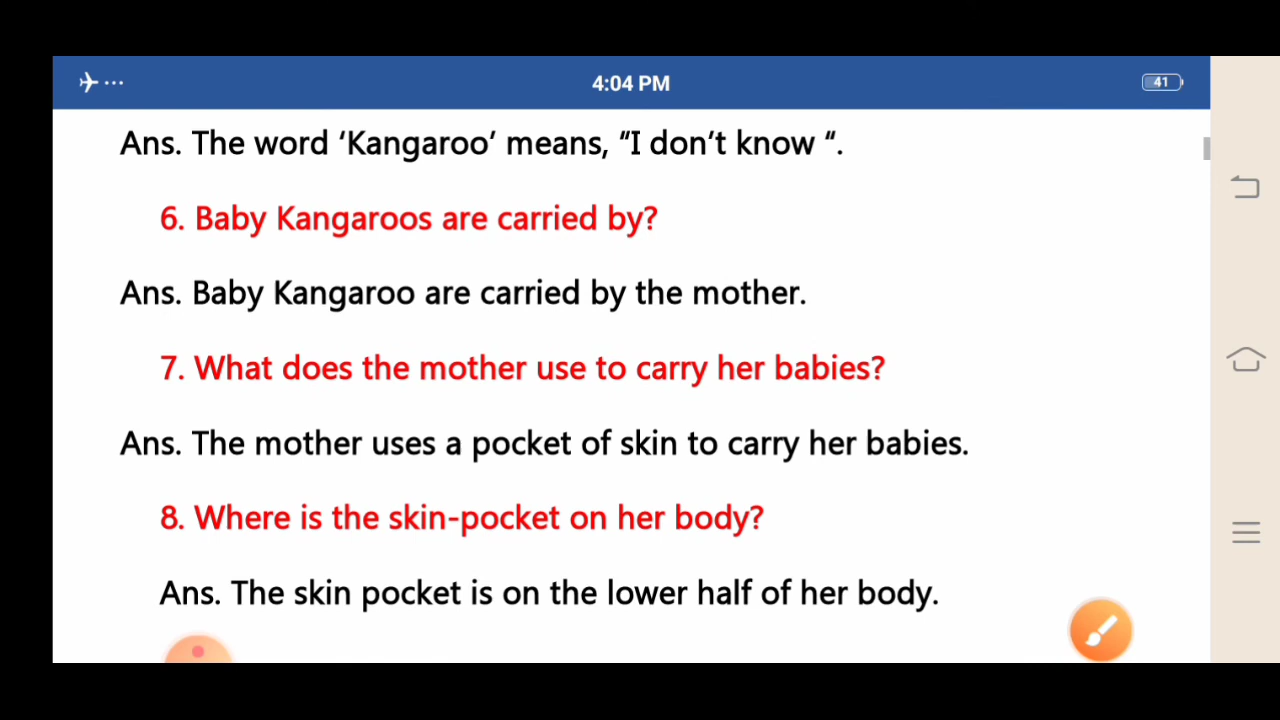 4:04 PM
41
Ans. The word ‘Kangaroo’ means, “I don’t know “.
6. Baby Kangaroos are carried by?
Ans. Baby Kangaroo are carried by the mother.
7. What does the mother use to carry her babies?
Ans. The mother uses a pocket of skin to carry her babies.
8. Where is the skin-pocket on her body?
Ans. The skin pocket is on the lower half of her body.